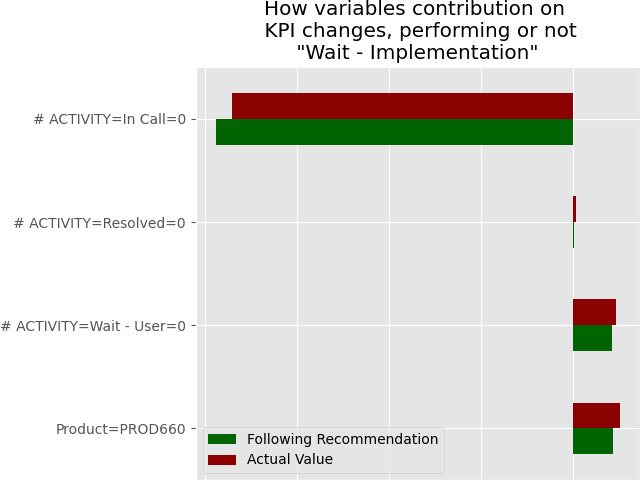 How variables contribution on
KPI changes, performing or not
"Wait - Implementation"
# ACTIVITY=In Call=0
# ACTIVITY=Resolved=0
# ACTIVITY=Wait - User=0
Product=PROD660
Following Recommendation
Actual Value